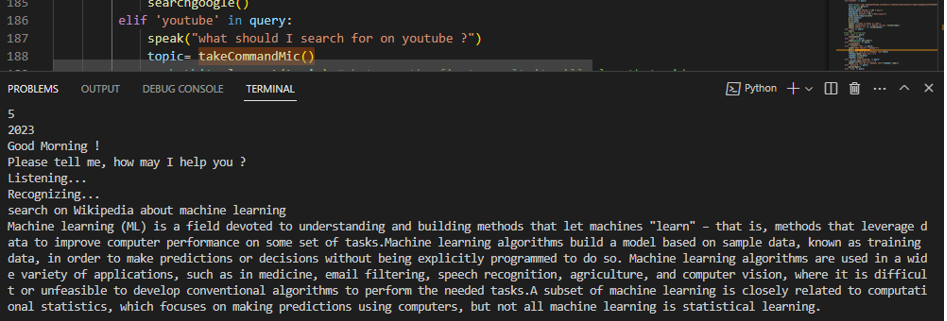 185 searchgoogle()
186 elif 'youtube' in query:
187 speak("what should I search for on youtube ?")
188 topic= takeCommandMic()
PROBLEMS OUTPUT DEBUG CONSOLE TERMINAL Python
5
2023
Good Morning !
Please tell me, how may I help you ?
Listening...
Recognizing...
search on Wikipedia about machine learning
Machine learning (ML) is a field devoted to understanding and building methods that let machines "learn" – that is, methods that leverage d
ata to improve computer performance on some set of tasks.Machine learning algorithms build a model based on sample data, known as training
data, in order to make predictions or decisions without being explicitly programmed to do so. Machine learning algorithms are used in a wid
e variety of applications, such as in medicine, email filtering, speech recognition, agriculture, and computer vision, where it is difficul
t or unfeasible to develop conventional algorithms to perform the needed tasks.A subset of machine learning is closely related to computati
onal statistics, which focuses on making predictions using computers, but not all machine learning is statistical learning.